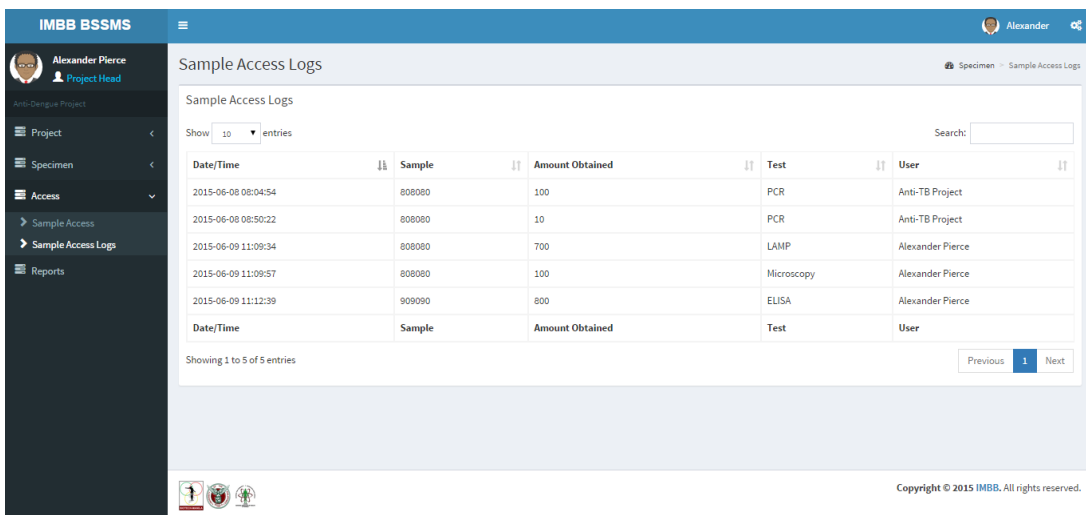 IMBB BSSMS
Alexander
Alexander Pierce
Project Head
Anti-Dengue Project
Project
Specimen
Access
Sample Access
Sample Access Logs
Reports
Sample Access Logs
Specimen > Sample Access Logs
Sample Access Logs
Show 10 entries
Search:
Date/Time Sample Amount Obtained Test User
2015-06-08 08:04:54 808080 100 PCR Anti-TB Project
2015-06-08 08:50:22 808080 10 PCR Anti-TB Project
2015-06-09 11:09:34 808080 700 LAMP Alexander Pierce
2015-06-09 11:09:57 808080 100 Microscopy Alexander Pierce
2015-06-09 11:12:39 909090 800 ELISA Alexander Pierce
Date/Time Sample Amount Obtained Test User
Showing 1 to 5 of 5 entries
Previous 1 Next
Copyright © 2015 IMBB. All rights reserved.